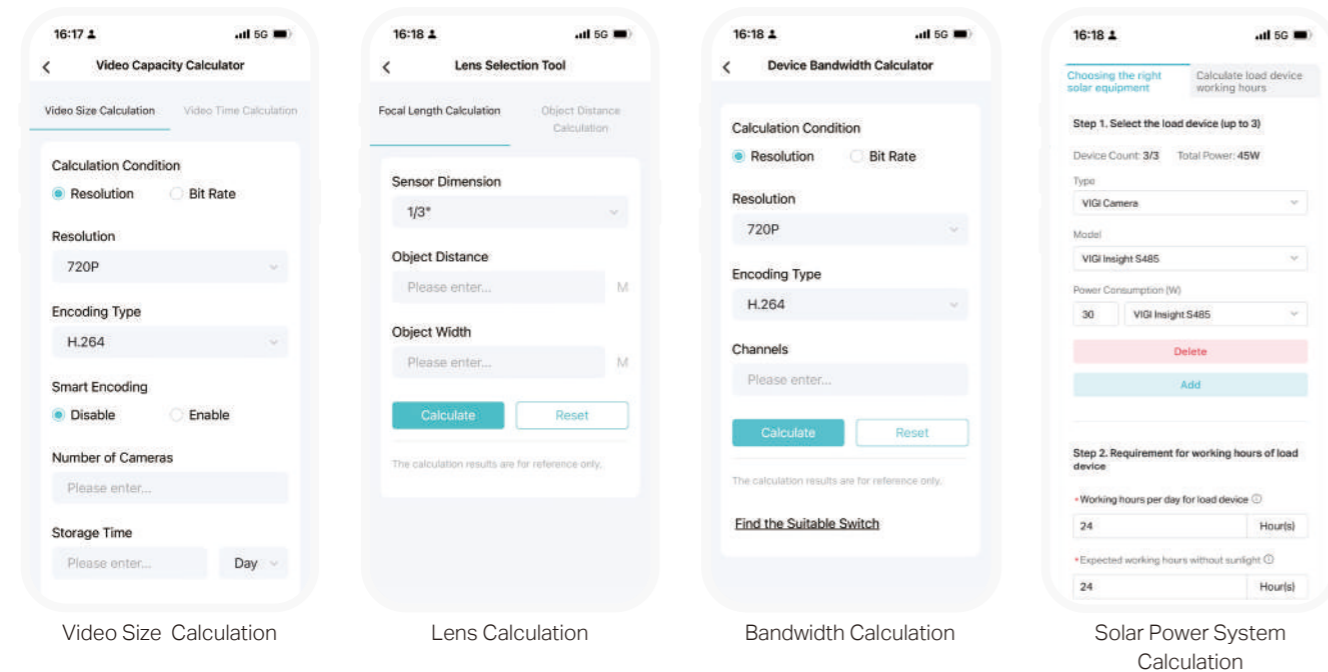 16:17
5G
Video Capacity Calculator
Video Size Calculation
Video Time Calculation
Calculation Condition
Resolution
Bit Rate
Resolution
720P
Encoding Type
H.264
Smart Encoding
Disable
Enable
Number of Cameras
Please enter...
Storage Time
Please enter...
Day
Video Size Calculation
16:18
5G
Lens Selection Tool
Focal Length Calculation
Object Distance
Calculation
Sensor Dimension
1/3"
Object Distance
Please enter...
M
Object Width
Please enter...
M
Calculate
Reset
The calculation results are for reference only.
Lens Calculation
16:18
5G
Device Bandwidth Calculator
Calculation Condition
Resolution
Bit Rate
Resolution
720P
Encoding Type
H.264
Channels
Please enter...
Calculate
Reset
The calculation results are for reference only.
Find the Suitable Switch
Bandwidth Calculation
16:18
5G
Choosing the right
solar equipment
Calculate load device
working hours
Step 1. Select the load device (up to 3)
Device Count: 3/3
Total Power: 45W
Type
VIGI Camera
Model
VIGI Insight S485
Power Consumption (W)
30
VIGI Insight S485
Delete
Add
Step 2. Requirement for working hours of load
device
*Working hours per day for load device
24
Hour(s)
*Expected working hours without sunlight
24
Hour(s)
Solar Power System
Calculation